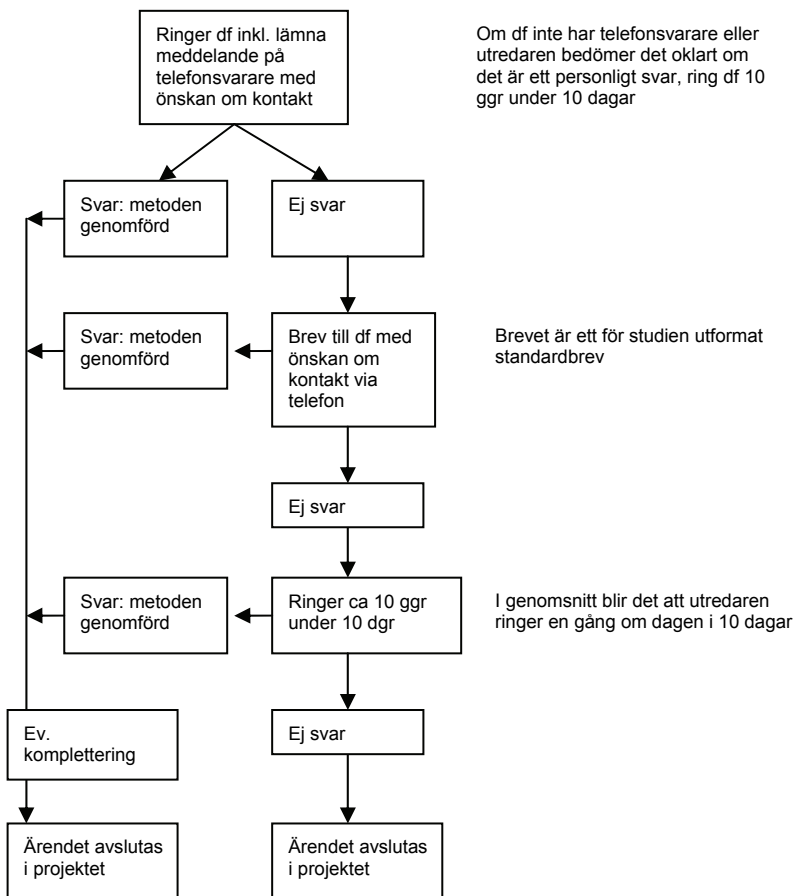 Ringer df inkl. lämna
meddelande på
telefonsvarare med
önskan om kontakt
Om df inte har telefonsvarare eller
utredaren bedömer det oklart om
det är ett personligt svar, ring df 10
ggr under 10 dagar
Svar: metoden
genomförd
Ej svar
Svar: metoden
genomförd
Brev till df med
önskan om
kontakt via
telefon
Brevet är ett för studien utformat
standardbrev
Ej svar
Svar: metoden
genomförd
Ringer ca 10 ggr
under 10 dgr
I genomsnitt blir det att utredaren
ringer en gång om dagen i 10 dagar
Ev.
komplettering
Ej svar
Ärendet avslutas
i projektet
Ärendet avslutas
i projektet